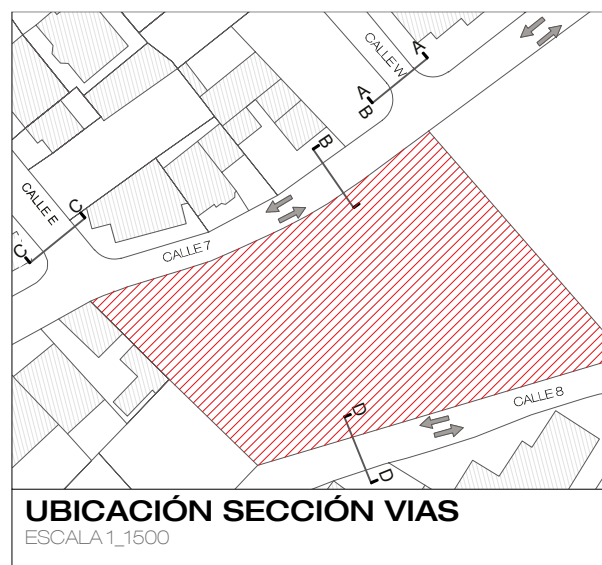 A
CALLE W
A
B
B
CALLE E
C
C
CALLE 7
D
CALLE 8
D
UBICACIÓN SECCIÓN VIAS
ESCALA 1_1500